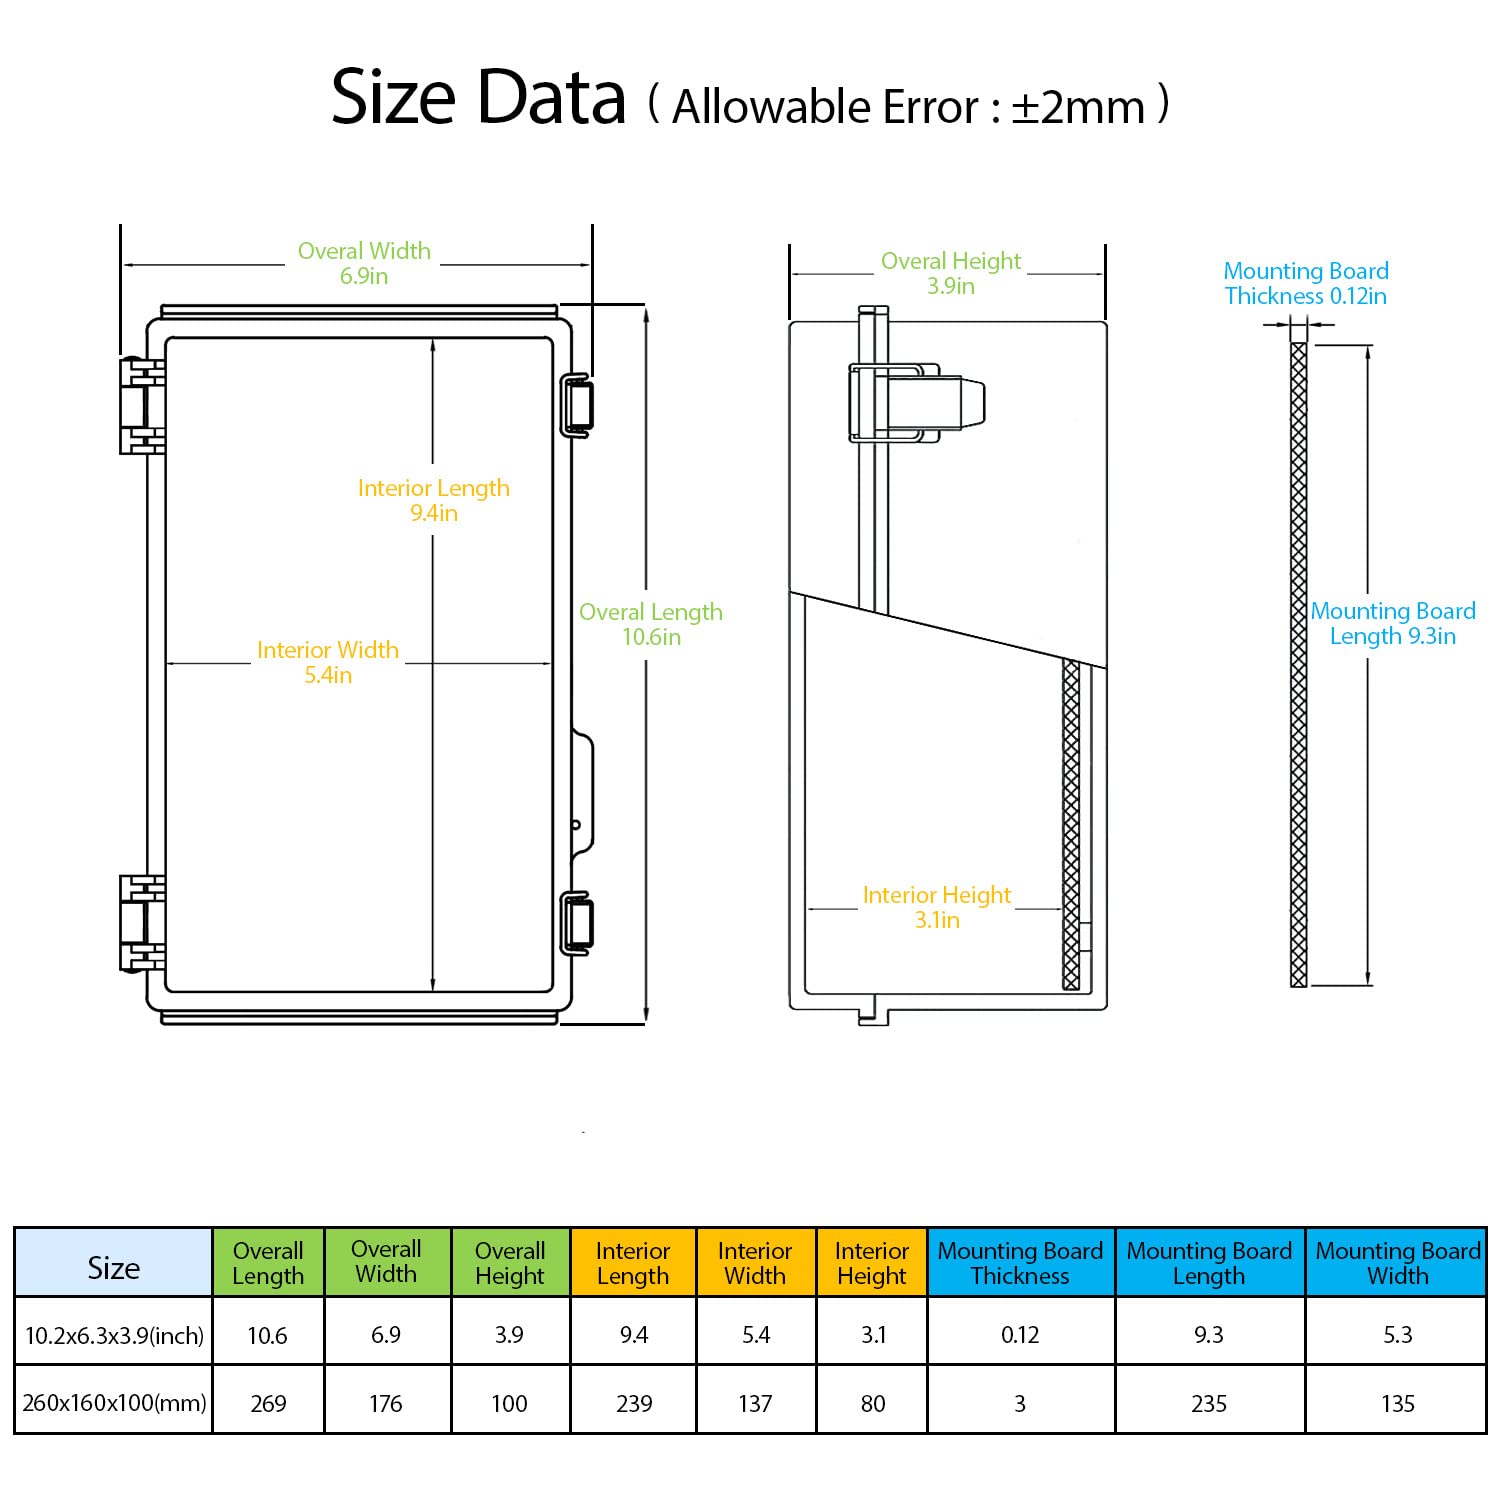 Size Data ( Allowable Error : ±2mm )
Overal Width
6.9in
Overal Height
3.9in
Mounting Board
Thickness 0.12in
Interior Length
9.4in
Overal Length
10.6in
Mounting Board
Length 9.3in
Interior Width
5.4in
Interior Height
3.1in
Size Overall Length Overall Width Overall Height Interior Length Interior Width Interior Height Mounting Board Thickness Mounting Board Length Mounting Board Width
10.2x6.3x3.9(inch) 10.6 6.9 3.9 9.4 5.4 3.1 0.12 9.3 5.3
260x160x100(mm) 269 176 100 239 137 80 3 235 135